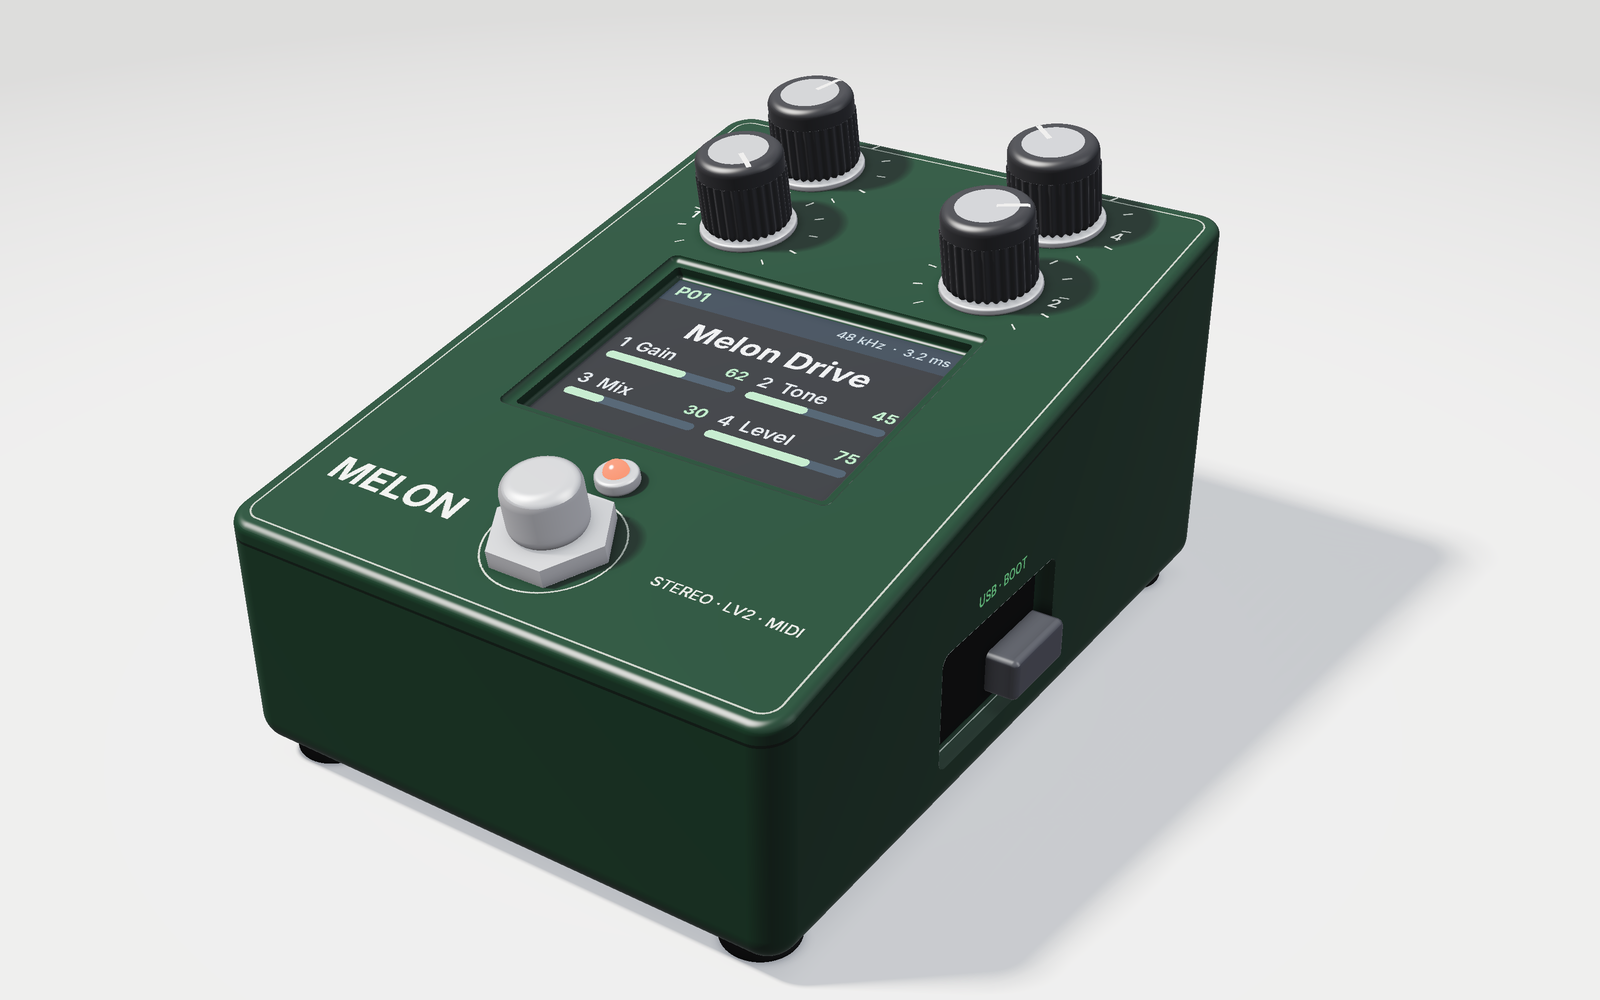 1
4
2
P01
48 kHz · 3.2 ms
Melon Drive
1 Gain 62
2 Tone 45
3 Mix 30
4 Level 75
MELON
STEREO · LV2 · MIDI
USB · BOOT